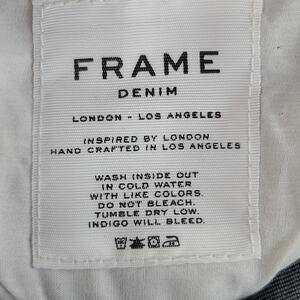 FRAME
DENIM
LONDON - LOS ANGELES
INSPIRED BY LONDON
HAND CRAFTED IN LOS ANGELES
WASH INSIDE OUT
IN COLD WATER
WITH LIKE COLORS.
DO NOT BLEACH.
TUMBLE DRY LOW.
INDIGO WILL BLEED.